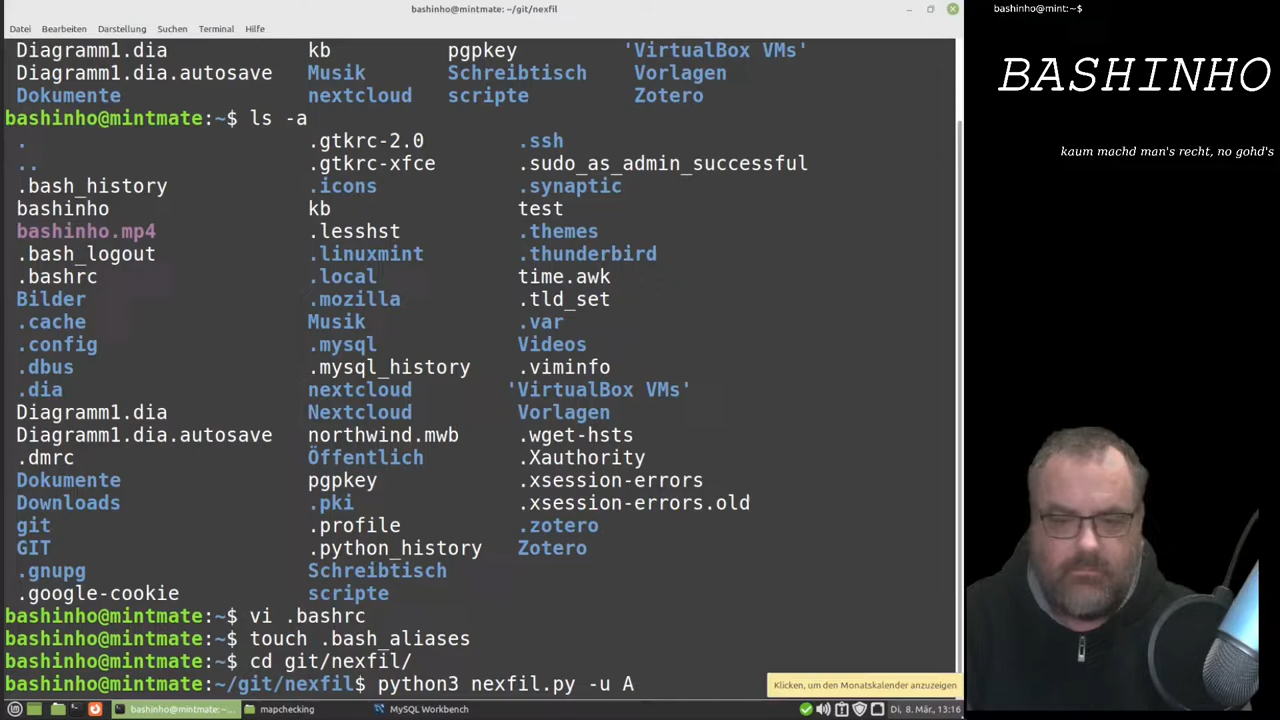 bashinho@mintmate: ~/git/nexfil
Datei Bearbeiten Darstellung Suchen Terminal Hilfe
Diagramm1.dia kb pgpkey 'VirtualBox VMs'
Diagramm1.dia.autosave Musik Schreibtisch Vorlagen
Dokumente nextcloud scripte Zotero
bashinho@mintmate:~$ ls -a
. .gtkrc-2.0 .ssh
.. .gtkrc-xfce .sudo_as_admin_successful
.bash_history .icons .synaptic
bashinho kb test
bashinho.mp4 .lesshst .themes
.bash_logout .linuxmint .thunderbird
.bashrc .local time.awk
Bilder .mozilla .tld_set
.cache Musik .var
.config .mysql Videos
.dbus .mysql_history .viminfo
.dia nextcloud 'VirtualBox VMs'
Diagramm1.dia Nextcloud Vorlagen
Diagramm1.dia.autosave northwind.mwb .wget-hsts
.dmrc Öffentlich .Xauthority
Dokumente pgpkey .xsession-errors
Downloads .pki .xsession-errors.old
git .profile .zotero
GIT .python_history Zotero
.gnupg Schreibtisch
.google-cookie scripte
bashinho@mintmate:~$ vi .bashrc
bashinho@mintmate:~$ touch .bash_aliases
bashinho@mintmate:~$ cd git/nexfil/
bashinho@mintmate:~/git/nexfil$ python3 nexfil.py -u A
Klicken, um den Monatskalender anzuzeigen
bashinho@mintmate: ~... mapchecking MySQL Workbench Di, 8. Mär., 13:16
bashinho@mint:~$
BASHINHO
kaum machd man's recht, no gohd's